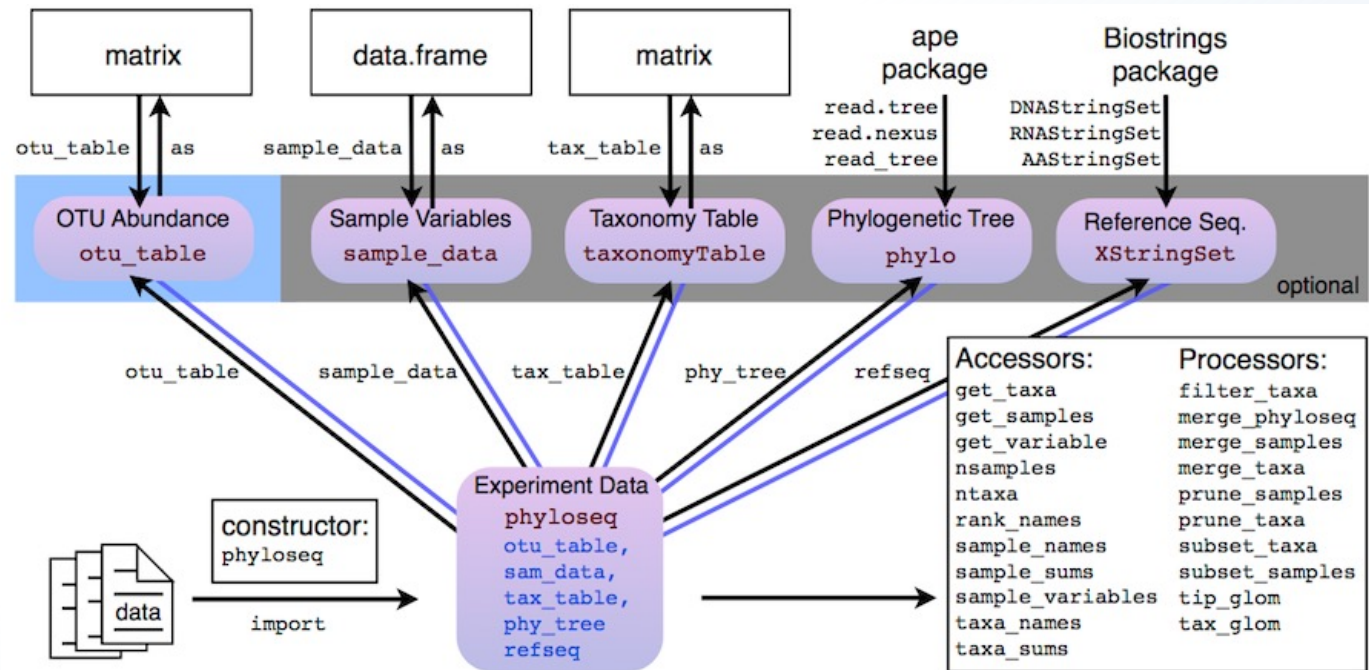 matrix
data.frame
matrix
ape
package
Biostrings
package
read.tree
read.nexus
read_tree
DNAStringSet
RNAStringSet
AAStringSet
otu_table
as
sample_data
as
tax_table
as
OTU Abundance
otu_table
Sample Variables
sample_data
Taxonomy Table
taxonomyTable
Phylogenetic Tree
phylo
Reference Seq.
XStringSet
optional
otu_table
sample_data
tax_table
phy_tree
refseq
data
constructor:
phyloseq
import
Experiment Data
phyloseq
otu_table,
sam_data,
tax_table,
phy_tree
refseq
Accessors:
get_taxa
get_samples
get_variable
nsamples
ntaxa
rank_names
sample_names
sample_sums
sample_variables
taxa_names
taxa_sums
Processors:
filter_taxa
merge_phyloseq
merge_samples
merge_taxa
prune_samples
prune_taxa
subset_taxa
subset_samples
tip_glom
tax_glom